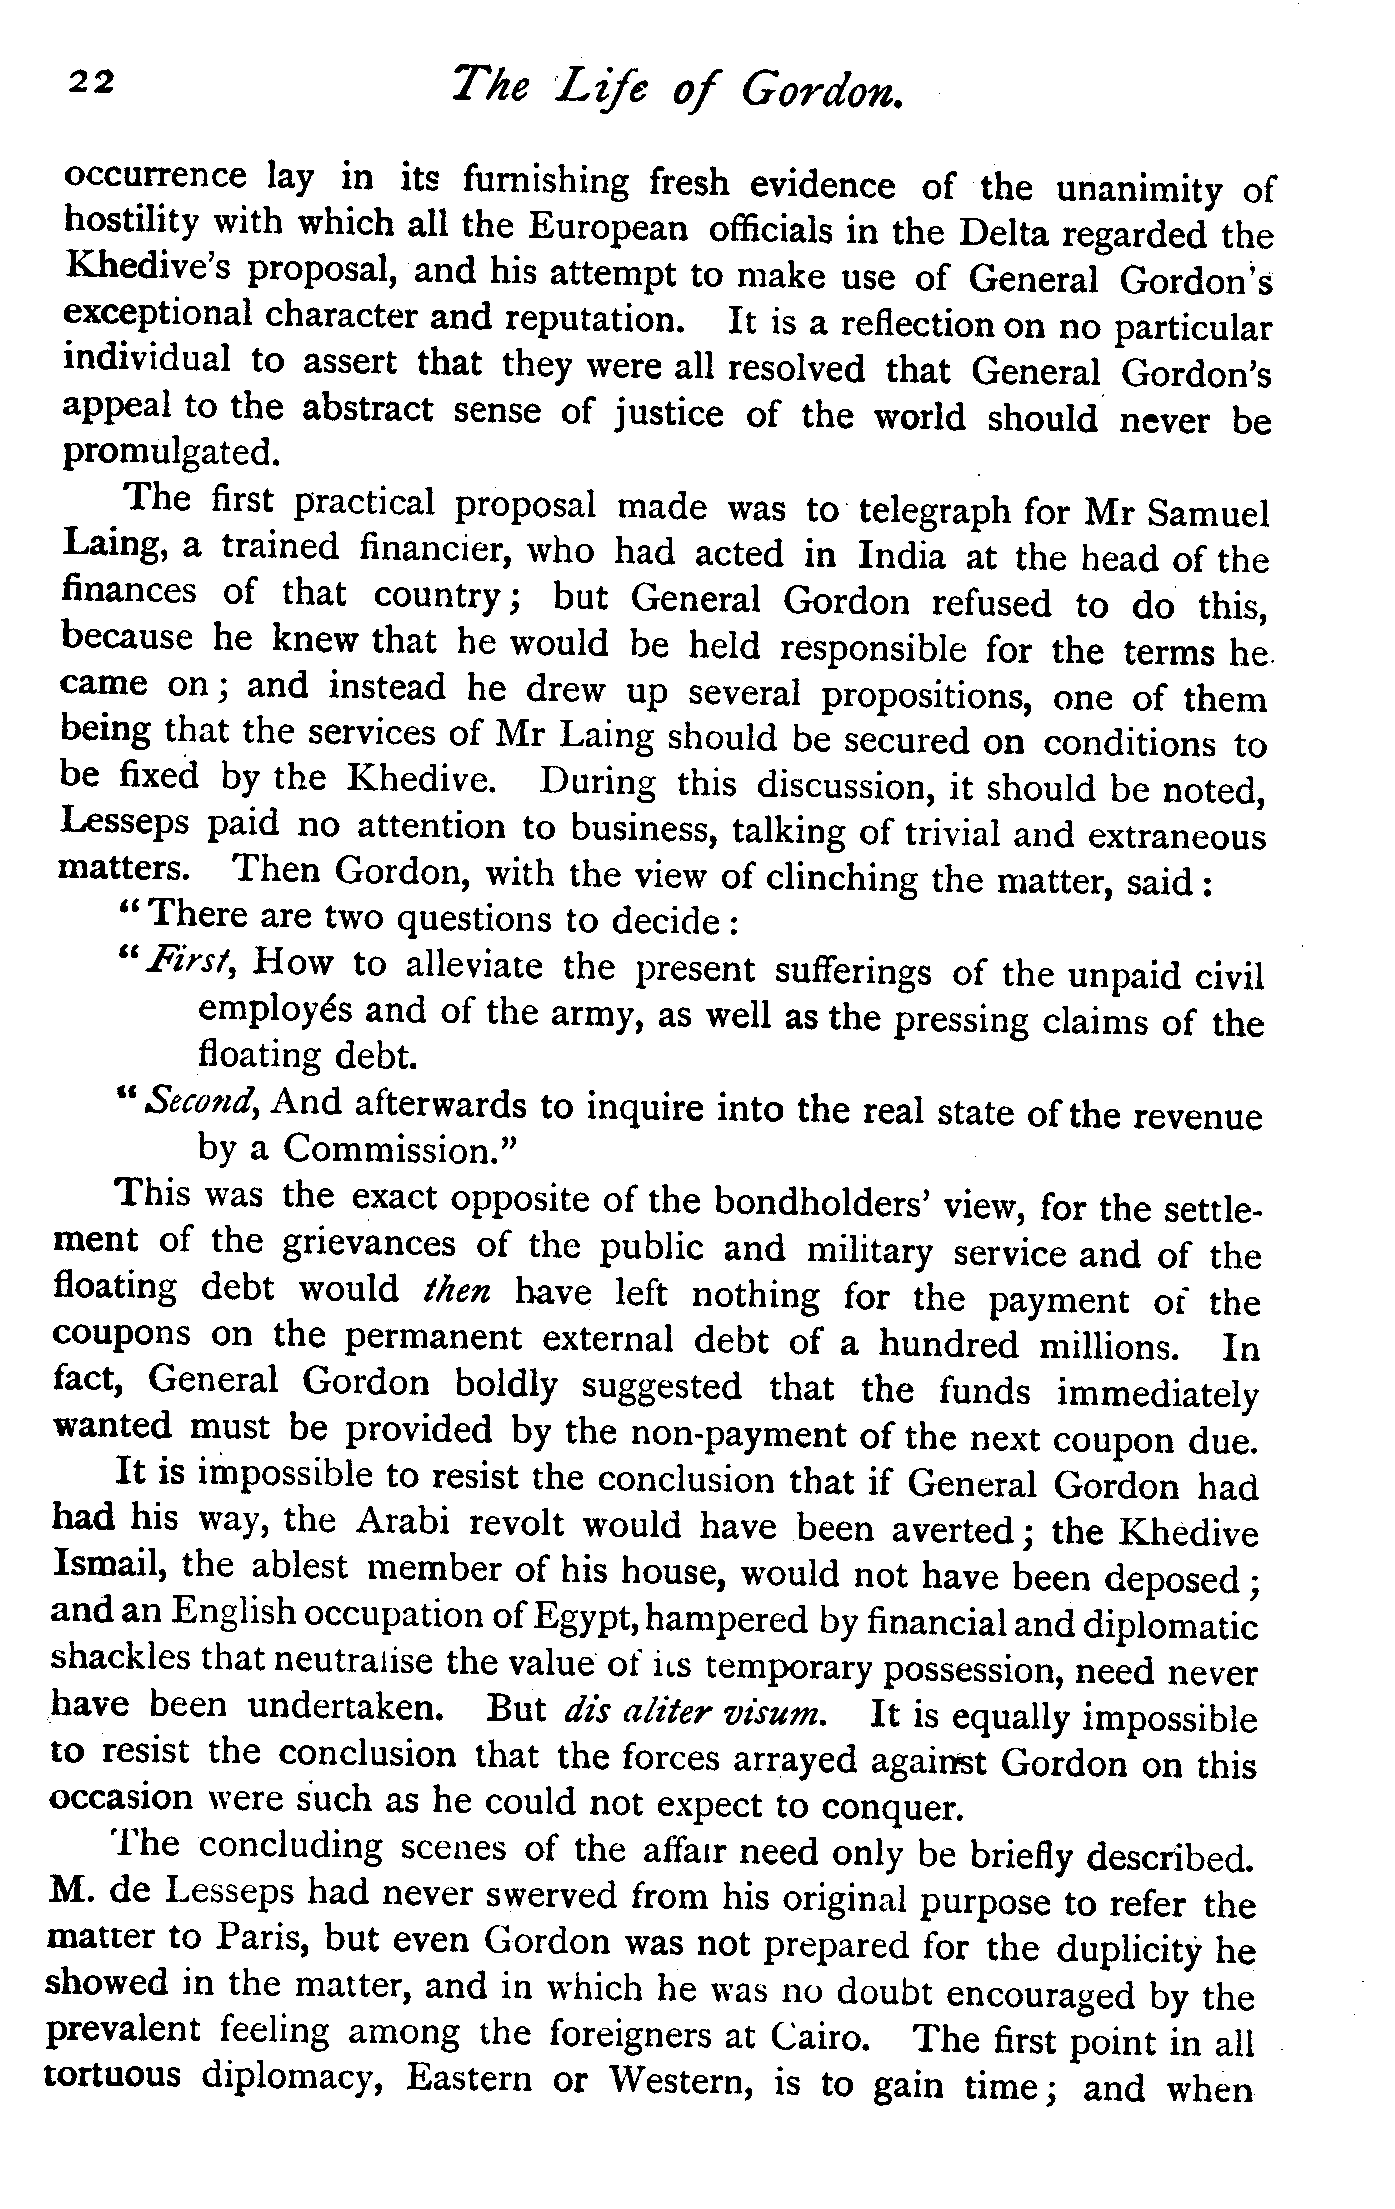 22 The Life of Gordon.
occurrence lay in its furnishing fresh evidence of the unanimity of
hostility with which all the European officials in the Delta regarded the
Khedive's proposal, and his attempt to make use of General Gordon's
exceptional character and reputation. It is a reflection on no particular
individual to assert that they were all resolved that General Gordon's
appeal to the abstract sense of justice of the world should never be
promulgated.
The first practical proposal made was to telegraph for Mr Samuel
Laing, a trained financier, who had acted in India at the head of the
finances of that country; but General Gordon refused to do this,
because he knew that he would be held responsible for the terms he
came on; and instead he drew up several propositions, one of them
being that the services of Mr Laing should be secured on conditions to
be fixed by the Khedive. During this discussion, it should be noted,
Lesseps paid no attention to business, talking of trivial and extraneous
matters. Then Gordon, with the view of clinching the matter, said:
"There are two questions to decide:
"First, How to alleviate the present sufferings of the unpaid civil
employés and of the army, as well as the pressing claims of the
floating debt.
"Second, And afterwards to inquire into the real state of the revenue
by a Commission."
This was the exact opposite of the bondholders' view, for the settle-
ment of the grievances of the public and military service and of the
floating debt would then have left nothing for the payment of the
coupons on the permanent external debt of a hundred millions. In
fact, General Gordon boldly suggested that the funds immediately
wanted must be provided by the non-payment of the next coupon due.
It is impossible to resist the conclusion that if General Gordon had
had his way, the Arabi revolt would have been averted; the Khedive
Ismail, the ablest member of his house, would not have been deposed;
and an English occupation of Egypt, hampered by financial and diplomatic
shackles that neutralise the value of its temporary possession, need never
have been undertaken. But dis aliter visum. It is equally impossible
to resist the conclusion that the forces arrayed against Gordon on this
occasion were such as he could not expect to conquer.
The concluding scenes of the affair need only be briefly described.
M. de Lesseps had never swerved from his original purpose to refer the
matter to Paris, but even Gordon was not prepared for the duplicity he
showed in the matter, and in which he was no doubt encouraged by the
prevalent feeling among the foreigners at Cairo. The first point in all
tortuous diplomacy, Eastern or Western, is to gain time; and when